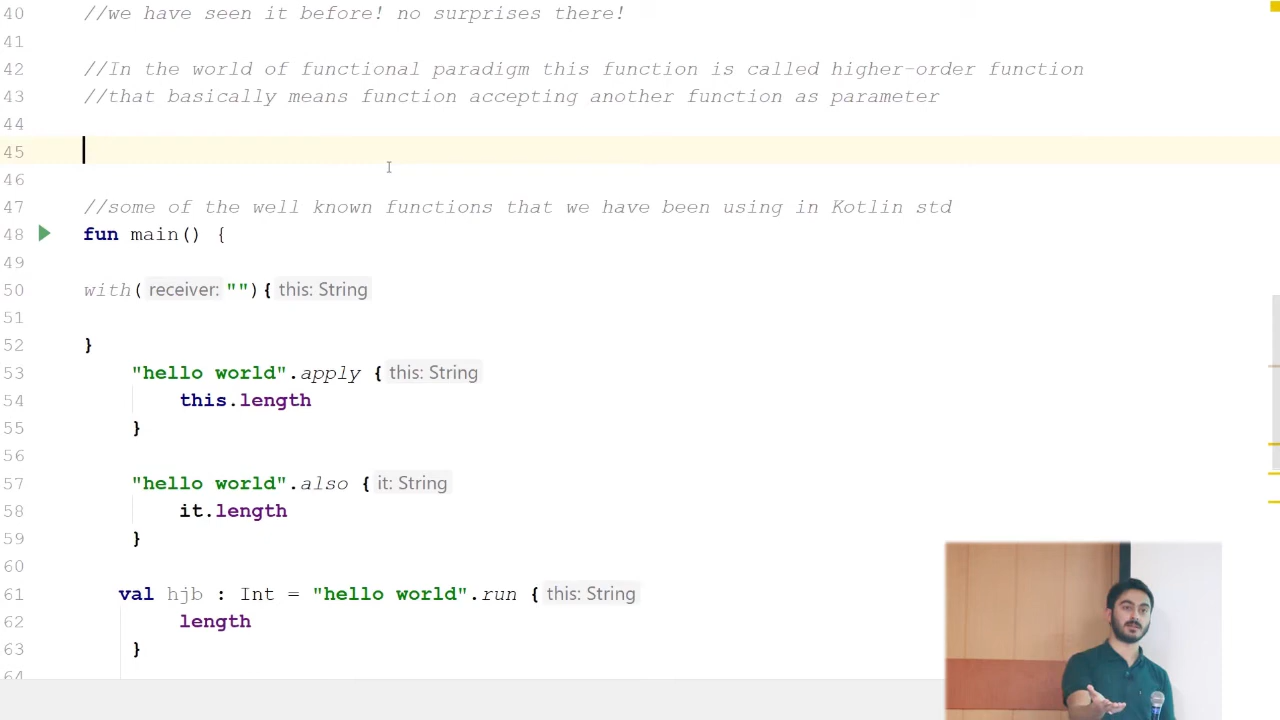 40 //we have seen it before! no surprises there!
41
42 //In the world of functional paradigm this function is called higher-order function
43 //that basically means function accepting another function as parameter
44
45
46
47 //some of the well known functions that we have been using in Kotlin std
48 fun main() {
49
50 with( receiver: ""){ this: String
51
52 }
53 "hello world".apply { this: String
54 this.length
55 }
56
57 "hello world".also { it: String
58 it.length
59 }
60
61 val hjb : Int = "hello world".run { this: String
62 length
63 }
64